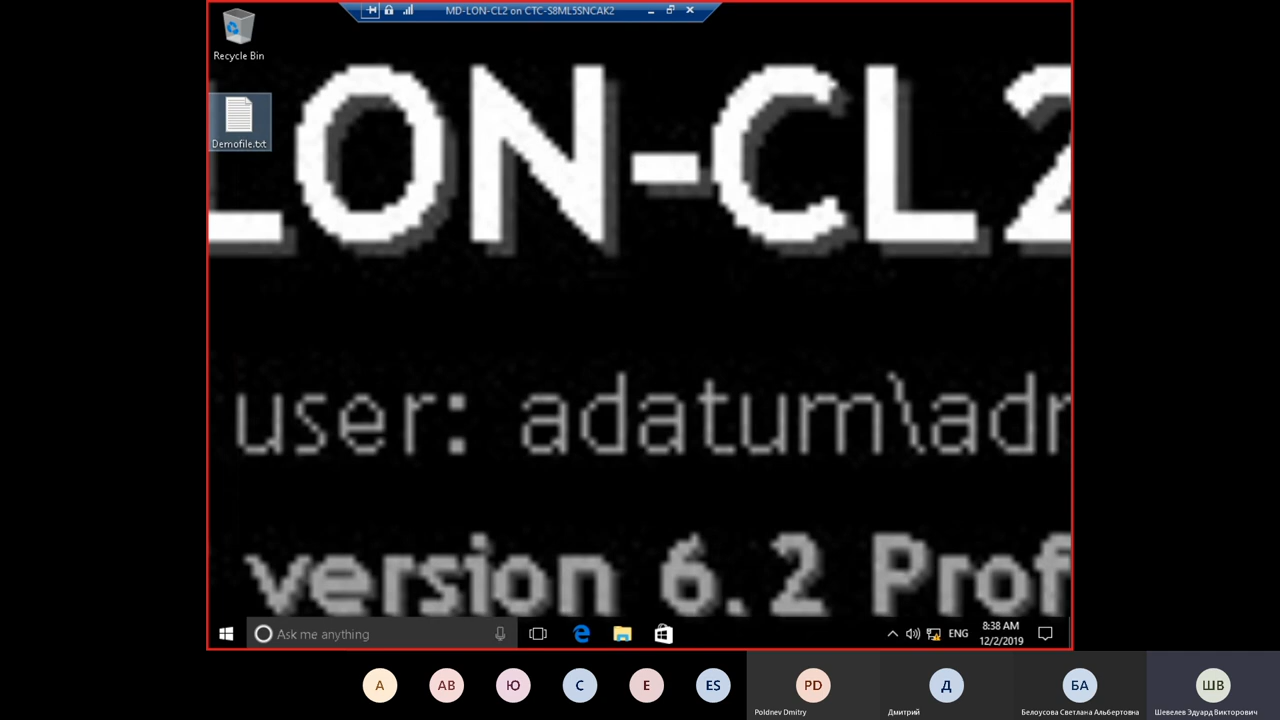 MD-LON-CL2 on CTC-S8ML5SNCAK2
Recycle Bin
Demofile.txt
LON-CL2
user: adatum\adm
version 6.2 Prof
Ask me anything
ENG
8:38 AM
12/2/2019
А
АВ
Ю
С
Е
ES
PD
Д
БА
ШВ
Poldnev Dmitry
Дмитрий
Белоусова Светлана Альбертовна
Шевелев Эдуард Викторович